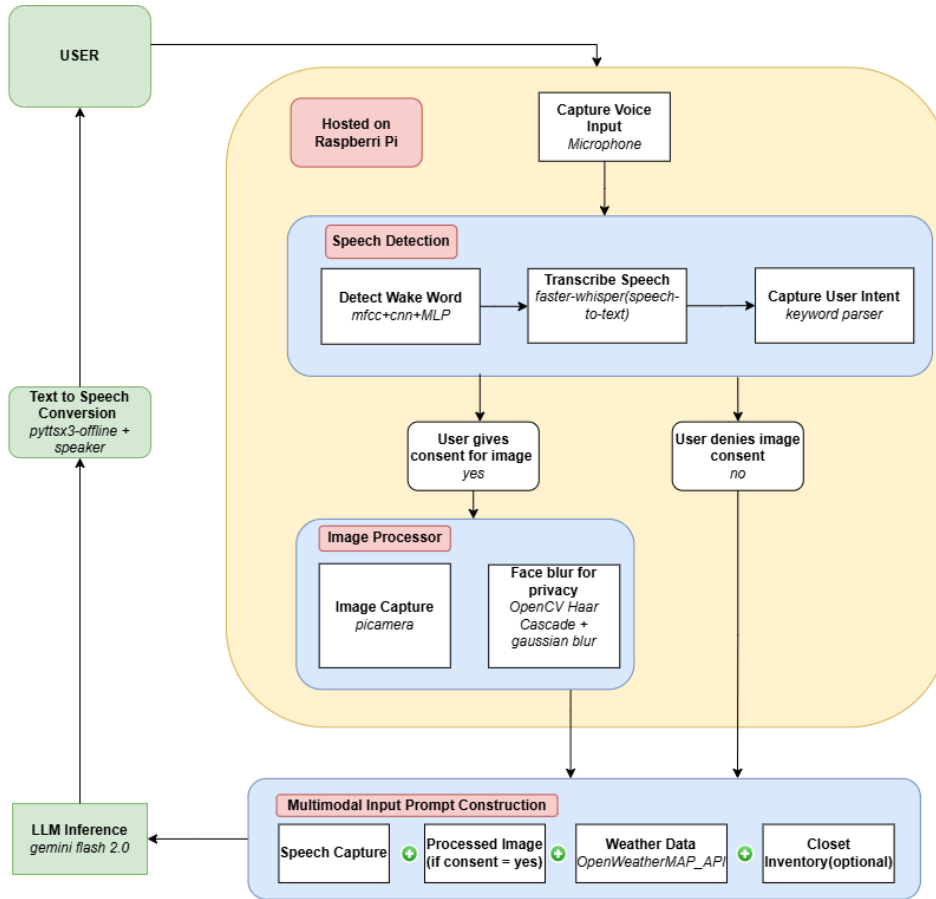 USER
Hosted on
Raspberri Pi
Capture Voice
Input
Microphone
Speech Detection
Detect Wake Word
mfcc+cnn+MLP
Transcribe Speech
faster-whisper(speech-
to-text)
Capture User Intent
keyword parser
Text to Speech
Conversion
pyttsx3-offline +
speaker
User gives
consent for image
yes
User denies image
consent
no
Image Processor
Image Capture
picamera
Face blur for
privacy
OpenCV Haar
Cascade +
gaussian blur
Multimodal Input Prompt Construction
LLM Inference
gemini flash 2.0
Speech Capture
Processed Image
(if consent = yes)
Weather Data
OpenWeatherMAP_API
Closet
Inventory(optional)